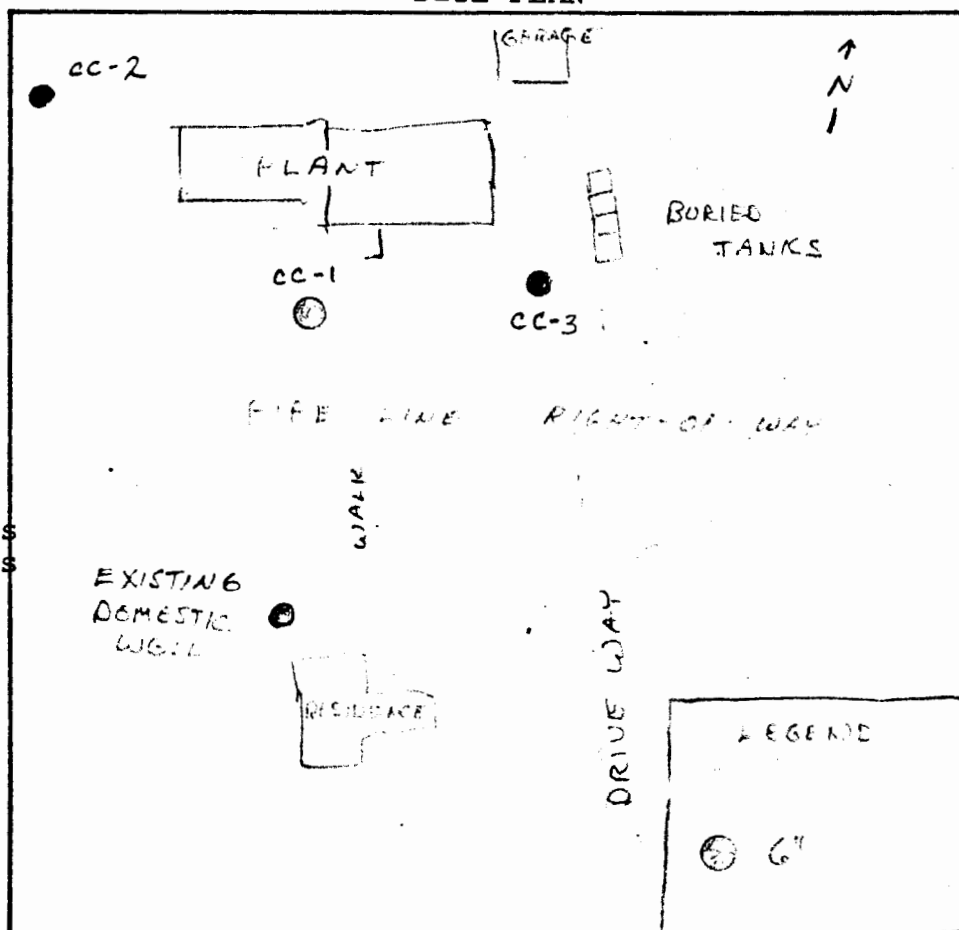 GARAGE
CC-2
N
PLANT
BURIED
TANKS
CC-1
CC-3
PIPE LINE RIGHT-OF-WAY
WALK
S
S
EXISTING
DOMESTIC
WELL
DRIVE WAY
RESIDENCE
LEGEND
6"